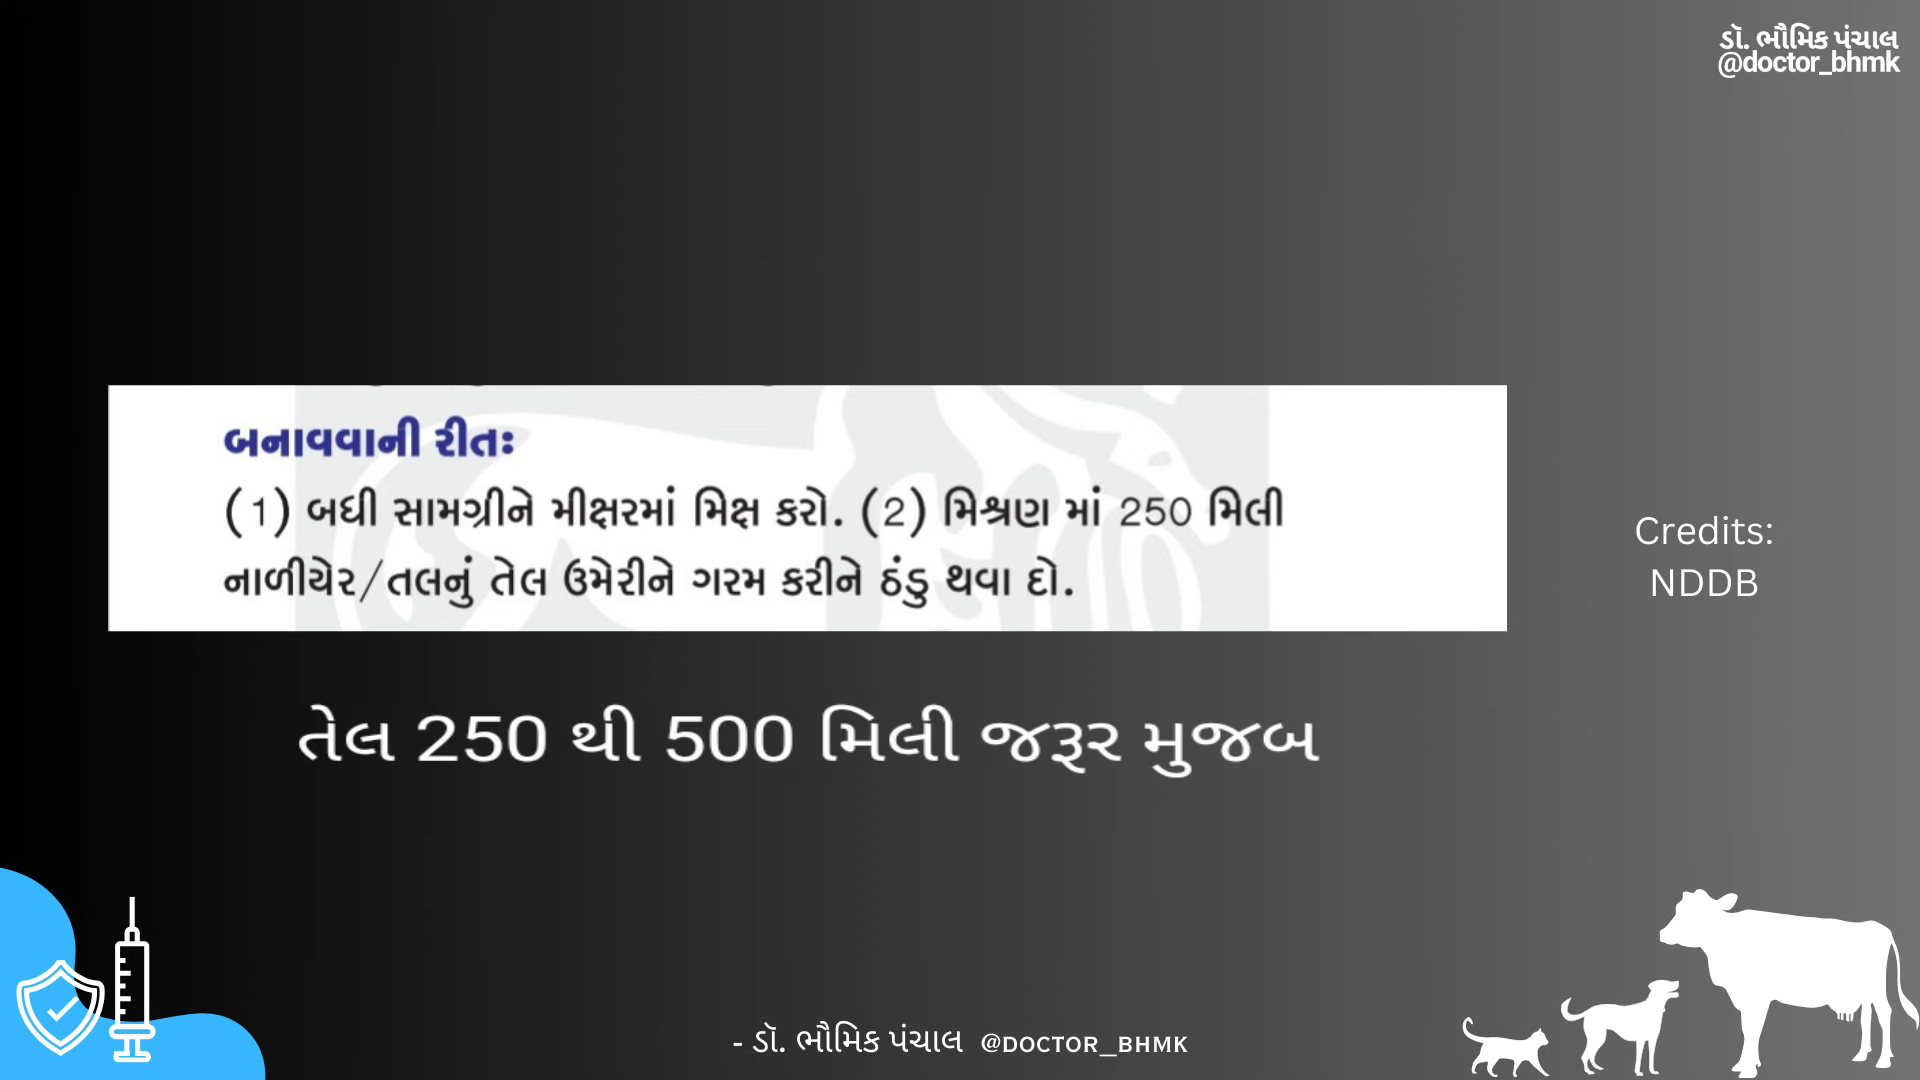 ડૉ. ભૌમિક પંચાલ
@doctor_bhmk
બનાવવાની રીતઃ
(1) બધી સામગ્રીને મીક્ષરમાં મિક્ષ કરો. (2) મિશ્રણ માં 250 મિલી
નાળીયેર/તલનું તેલ ઉમેરીને ગરમ કરીને ઠંડુ થવા દો.
Credits:
NDDB
તેલ 250 થી 500 મિલી જરૂર મુજબ
- ડૉ. ભૌમિક પંચાલ @DOCTOR_BHMK